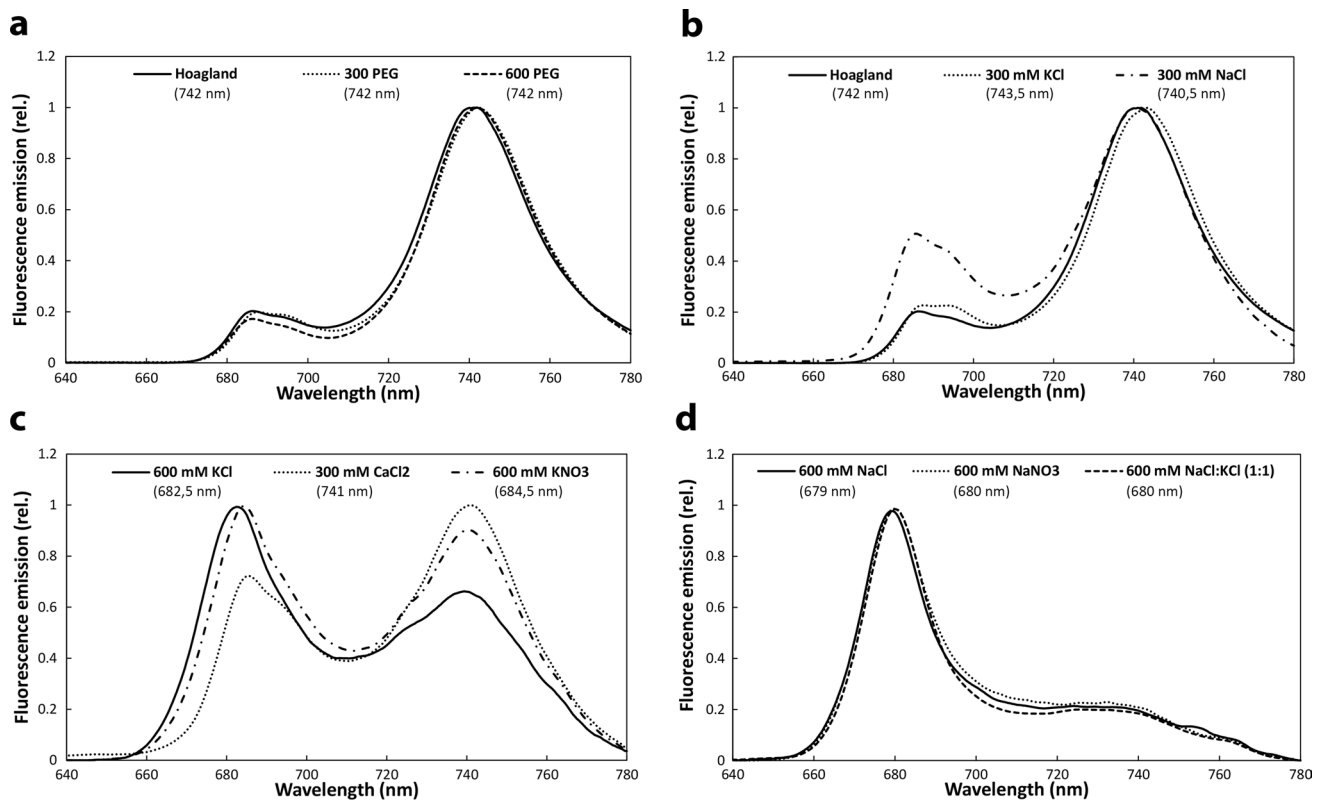 a
1.2
Hoagland 300 PEG 600 PEG
(742 nm) (742 nm) (742 nm)
1
0.8
0.6
0.4
0.2
0
640 660 680 700 720 740 760 780
Fluorescence emission (rel.)
Wavelength (nm)
b
1.2
Hoagland 300 mM KCl 300 mM NaCl
(742 nm) (743,5 nm) (740,5 nm)
1
0.8
0.6
0.4
0.2
0
640 660 680 700 720 740 760 780
Fluorescence emission (rel.)
Wavelength (nm)
c
1.2
600 mM KCl 300 mM CaCl2 600 mM KNO3
(682,5 nm) (741 nm) (684,5 nm)
1
0.8
0.6
0.4
0.2
0
640 660 680 700 720 740 760 780
Fluorescence emission (rel.)
Wavelength (nm)
d
1.2
600 mM NaCl 600 mM NaNO3 600 mM NaCl:KCl (1:1)
(679 nm) (680 nm) (680 nm)
1
0.8
0.6
0.4
0.2
0
640 660 680 700 720 740 760 780
Fluorescence emission (rel.)
Wavelength (nm)